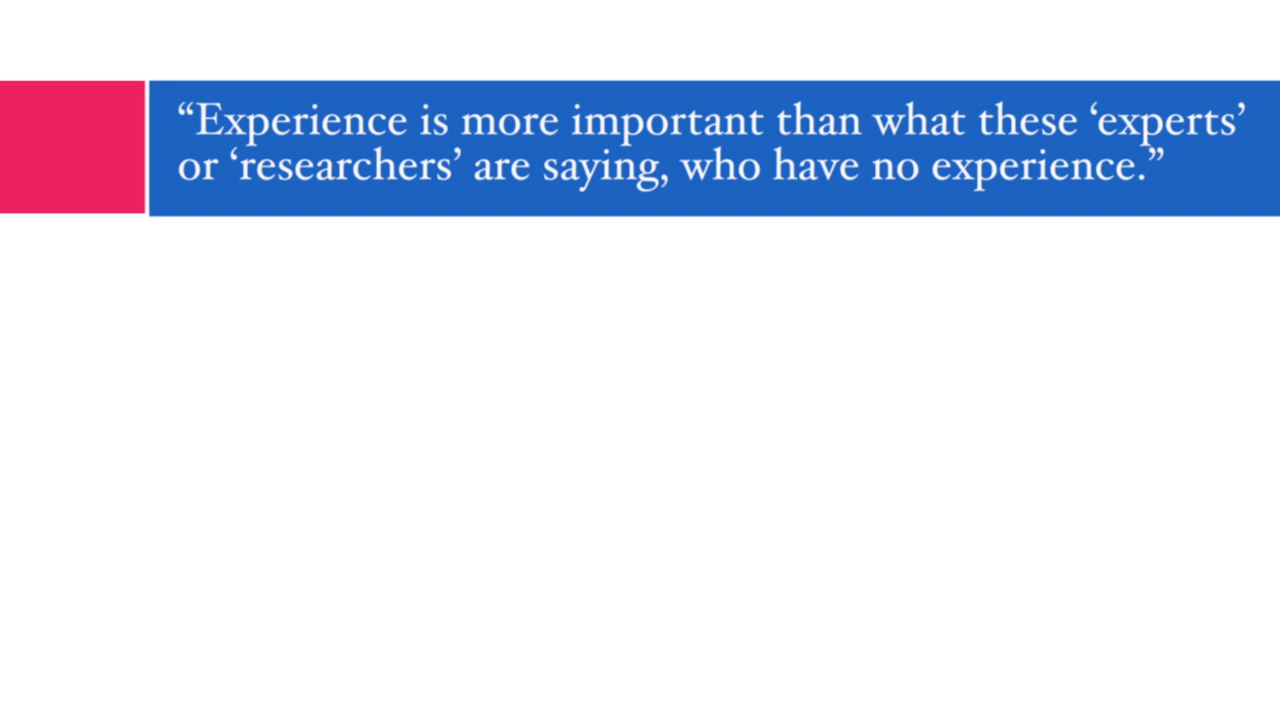 “Experience is more important than what these ‘experts’
or ‘researchers’ are saying, who have no experience.”